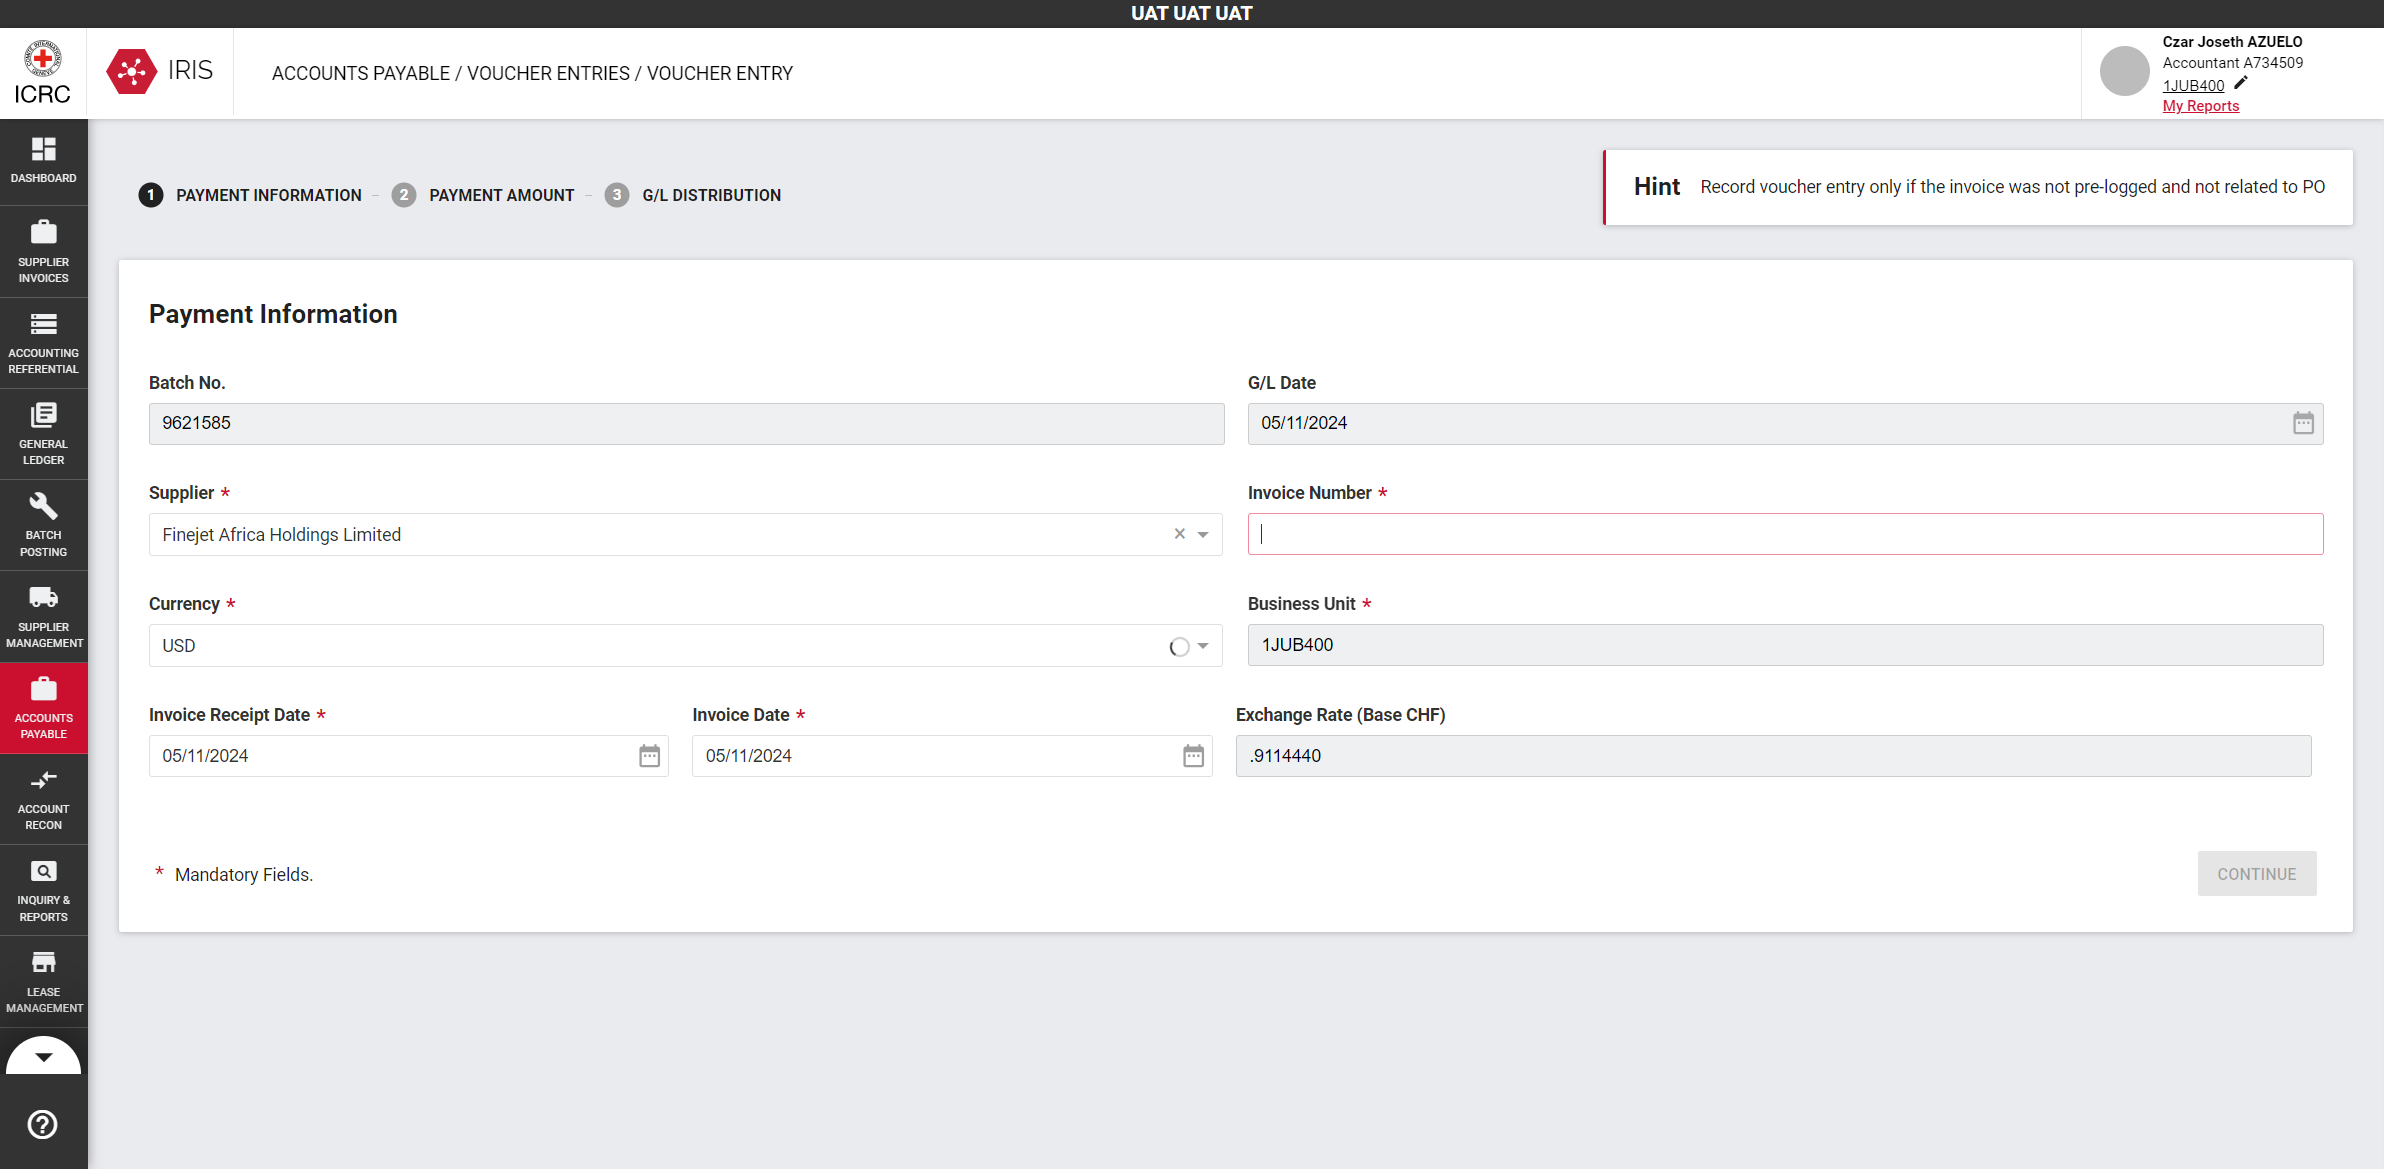 UAT UAT UAT
ICRC
IRIS
ACCOUNTS PAYABLE / VOUCHER ENTRIES / VOUCHER ENTRY
Czar Joseth AZUELO
Accountant A734509
1JUB400
My Reports
DASHBOARD
SUPPLIER
INVOICES
ACCOUNTING
REFERENTIAL
GENERAL
LEDGER
BATCH
POSTING
SUPPLIER
MANAGEMENT
ACCOUNTS
PAYABLE
ACCOUNT
RECON
INQUIRY &
REPORTS
LEASE
MANAGEMENT
1 PAYMENT INFORMATION - 2 PAYMENT AMOUNT - 3 G/L DISTRIBUTION
Hint Record voucher entry only if the invoice was not pre-logged and not related to PO
Payment Information
Batch No.
9621585
G/L Date
05/11/2024
Supplier *
Finejet Africa Holdings Limited
Invoice Number *
Currency *
USD
Business Unit *
1JUB400
Invoice Receipt Date *
05/11/2024
Invoice Date *
05/11/2024
Exchange Rate (Base CHF)
.9114440
* Mandatory Fields.
CONTINUE